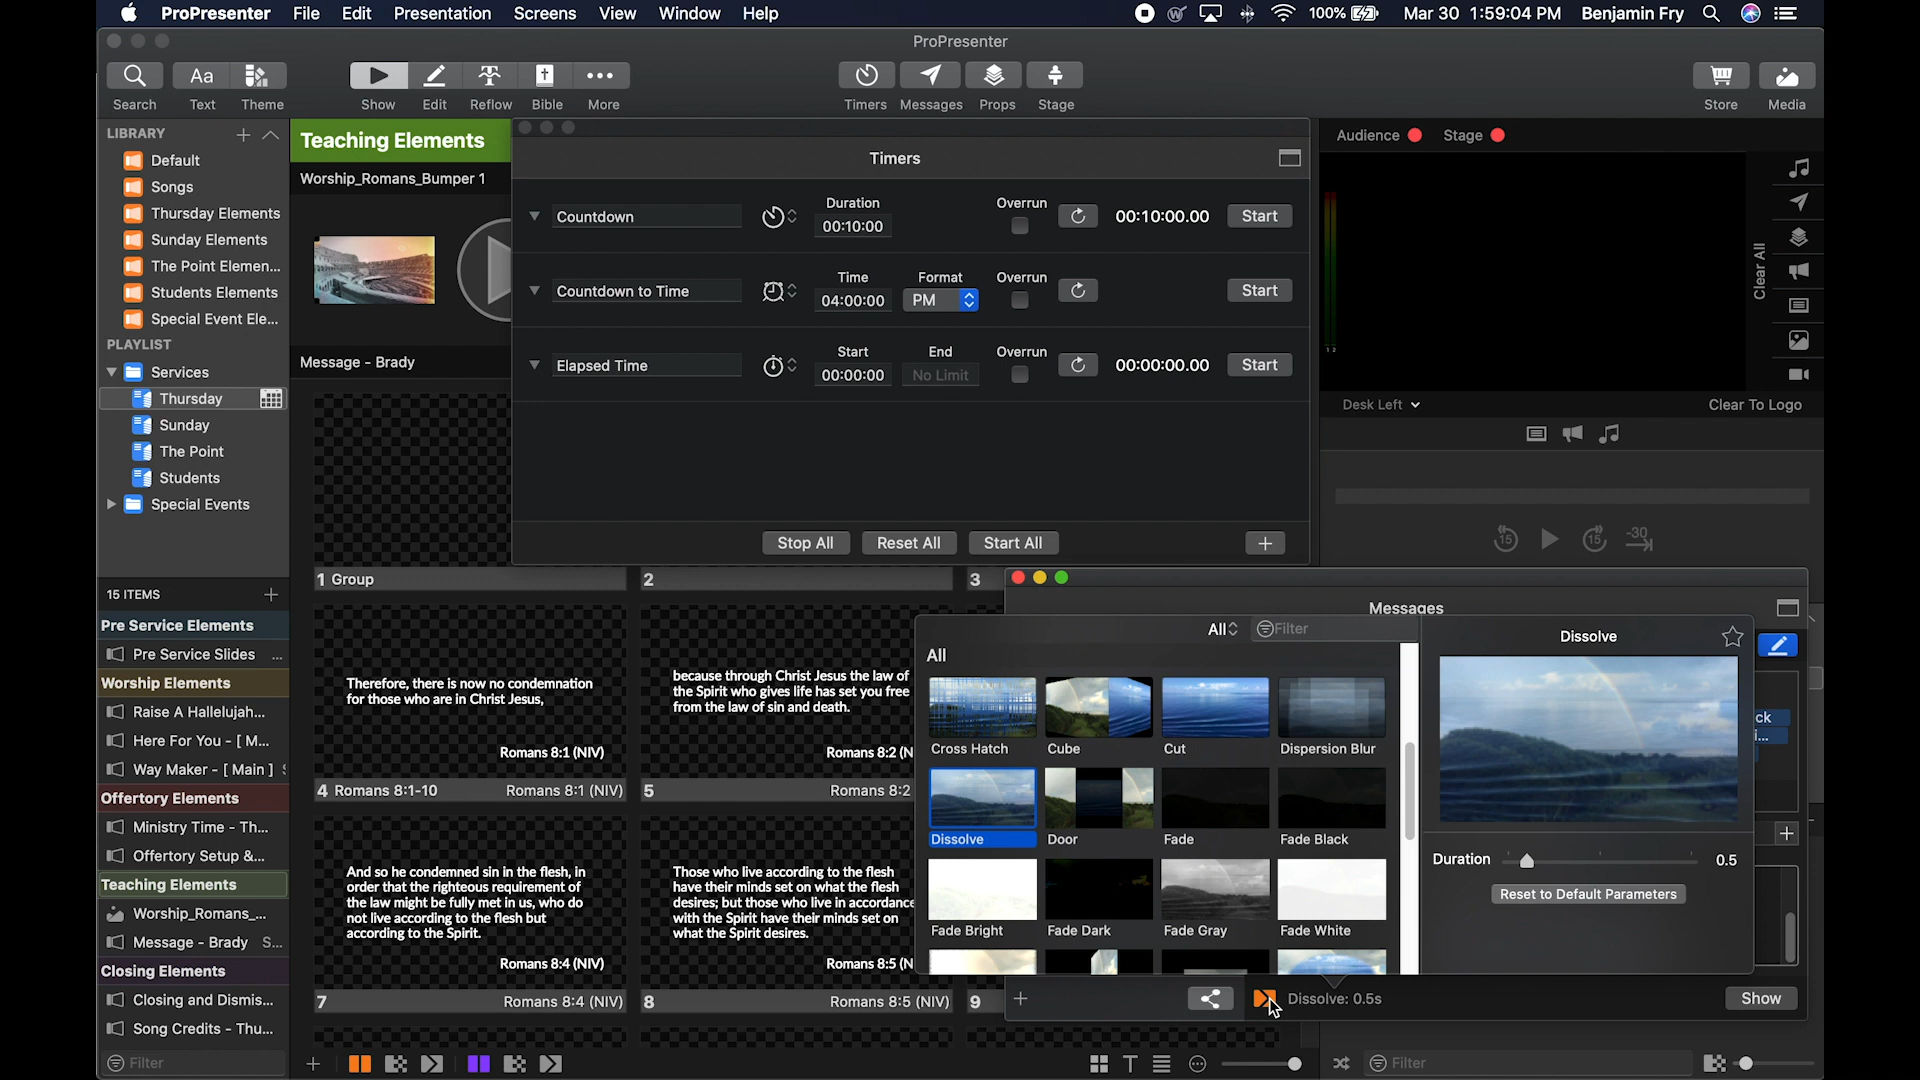 ProPresenter File Edit Presentation Screens View Window Help
100% Mar 30 1:59:04 PM Benjamin Fry
ProPresenter
Aa
Search Text Theme Show Edit Reflow Bible More Timers Messages Props Stage Store Media
LIBRARY
Default
Songs
Thursday Elements
Sunday Elements
The Point Elemen...
Students Elements
Special Event Ele...
PLAYLIST
Services
Thursday
Sunday
The Point
Students
Special Events
15 ITEMS
Pre Service Elements
Pre Service Slides ...
Worship Elements
Raise A Hallelujah...
Here For You - [ M...
Way Maker - [ Main ]
Offertory Elements
Ministry Time - Th...
Offertory Setup &...
Teaching Elements
Worship_Romans_...
Message - Brady S...
Closing Elements
Closing and Dismis...
Song Credits - Thu...
Filter
Teaching Elements
Worship_Romans_Bumper 1
Message - Brady
1 Group
2
3
Therefore, there is now no condemnation
for those who are in Christ Jesus,
Romans 8:1 (NIV)
4 Romans 8:1-10 Romans 8:1 (NIV)
because through Christ Jesus the law of
the Spirit who gives life has set you free
from the law of sin and death.
Romans 8:2 (N
5 Romans 8:2
And so he condemned sin in the flesh, in
order that the righteous requirement of
the law might be fully met in us, who do
not live according to the flesh but
according to the Spirit.
Romans 8:4 (NIV)
7 Romans 8:4 (NIV)
Those who live according to the flesh
have their minds set on what the flesh
desires; but those who live in accordance
with the Spirit have their minds set on
what the Spirit desires.
Romans 8:5 (N
8 Romans 8:5 (NIV)
9
Timers
Countdown
Duration
00:10:00
Overrun
00:10:00.00
Start
Countdown to Time
Time
04:00:00
Format
PM
Overrun
Start
Elapsed Time
Start
00:00:00
End
No Limit
Overrun
00:00:00.00
Start
Stop All
Reset All
Start All
Audience
Stage
Clear All
1 2
Desk Left
Clear To Logo
15
15
-30
Messages
All
Filter
All
Cross Hatch
Cube
Cut
Dispersion Blur
Dissolve
Door
Fade
Fade Black
Fade Bright
Fade Dark
Fade Gray
Fade White
Dissolve
Duration
0.5
Reset to Default Parameters
ck
i...
Dissolve: 0.5s
Show
Filter